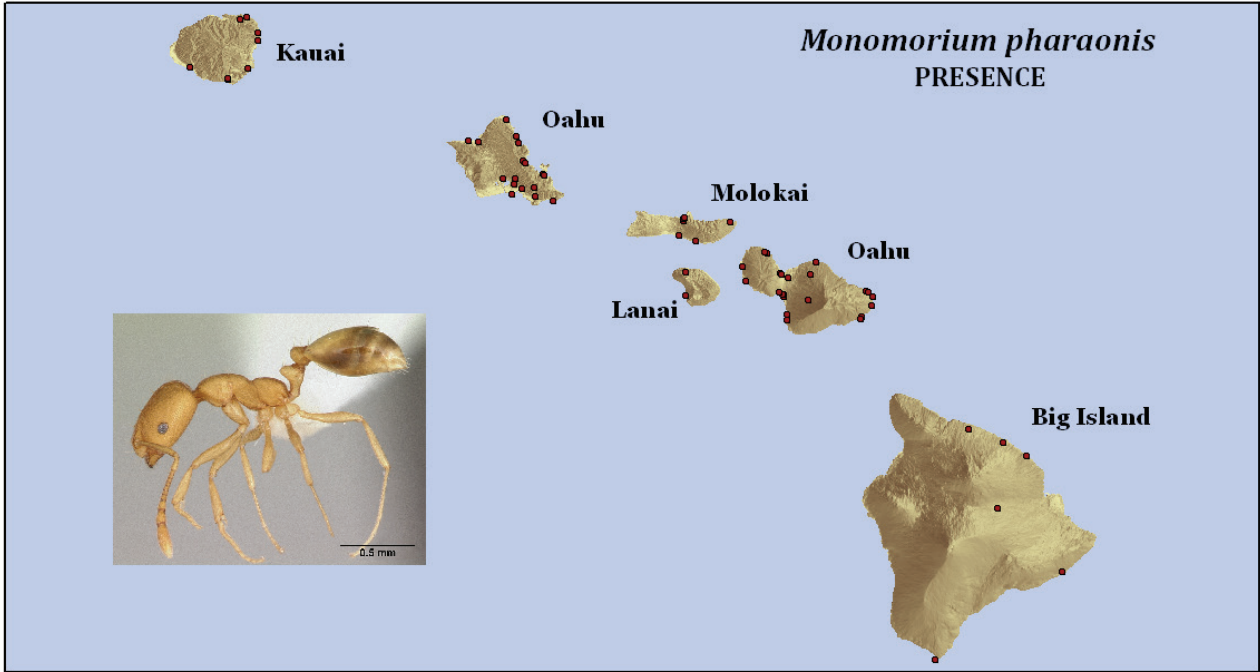 Monomorium pharaonis
PRESENCE
Kauai
Oahu
Molokai
Oahu
Lanai
Big Island
0.5 mm